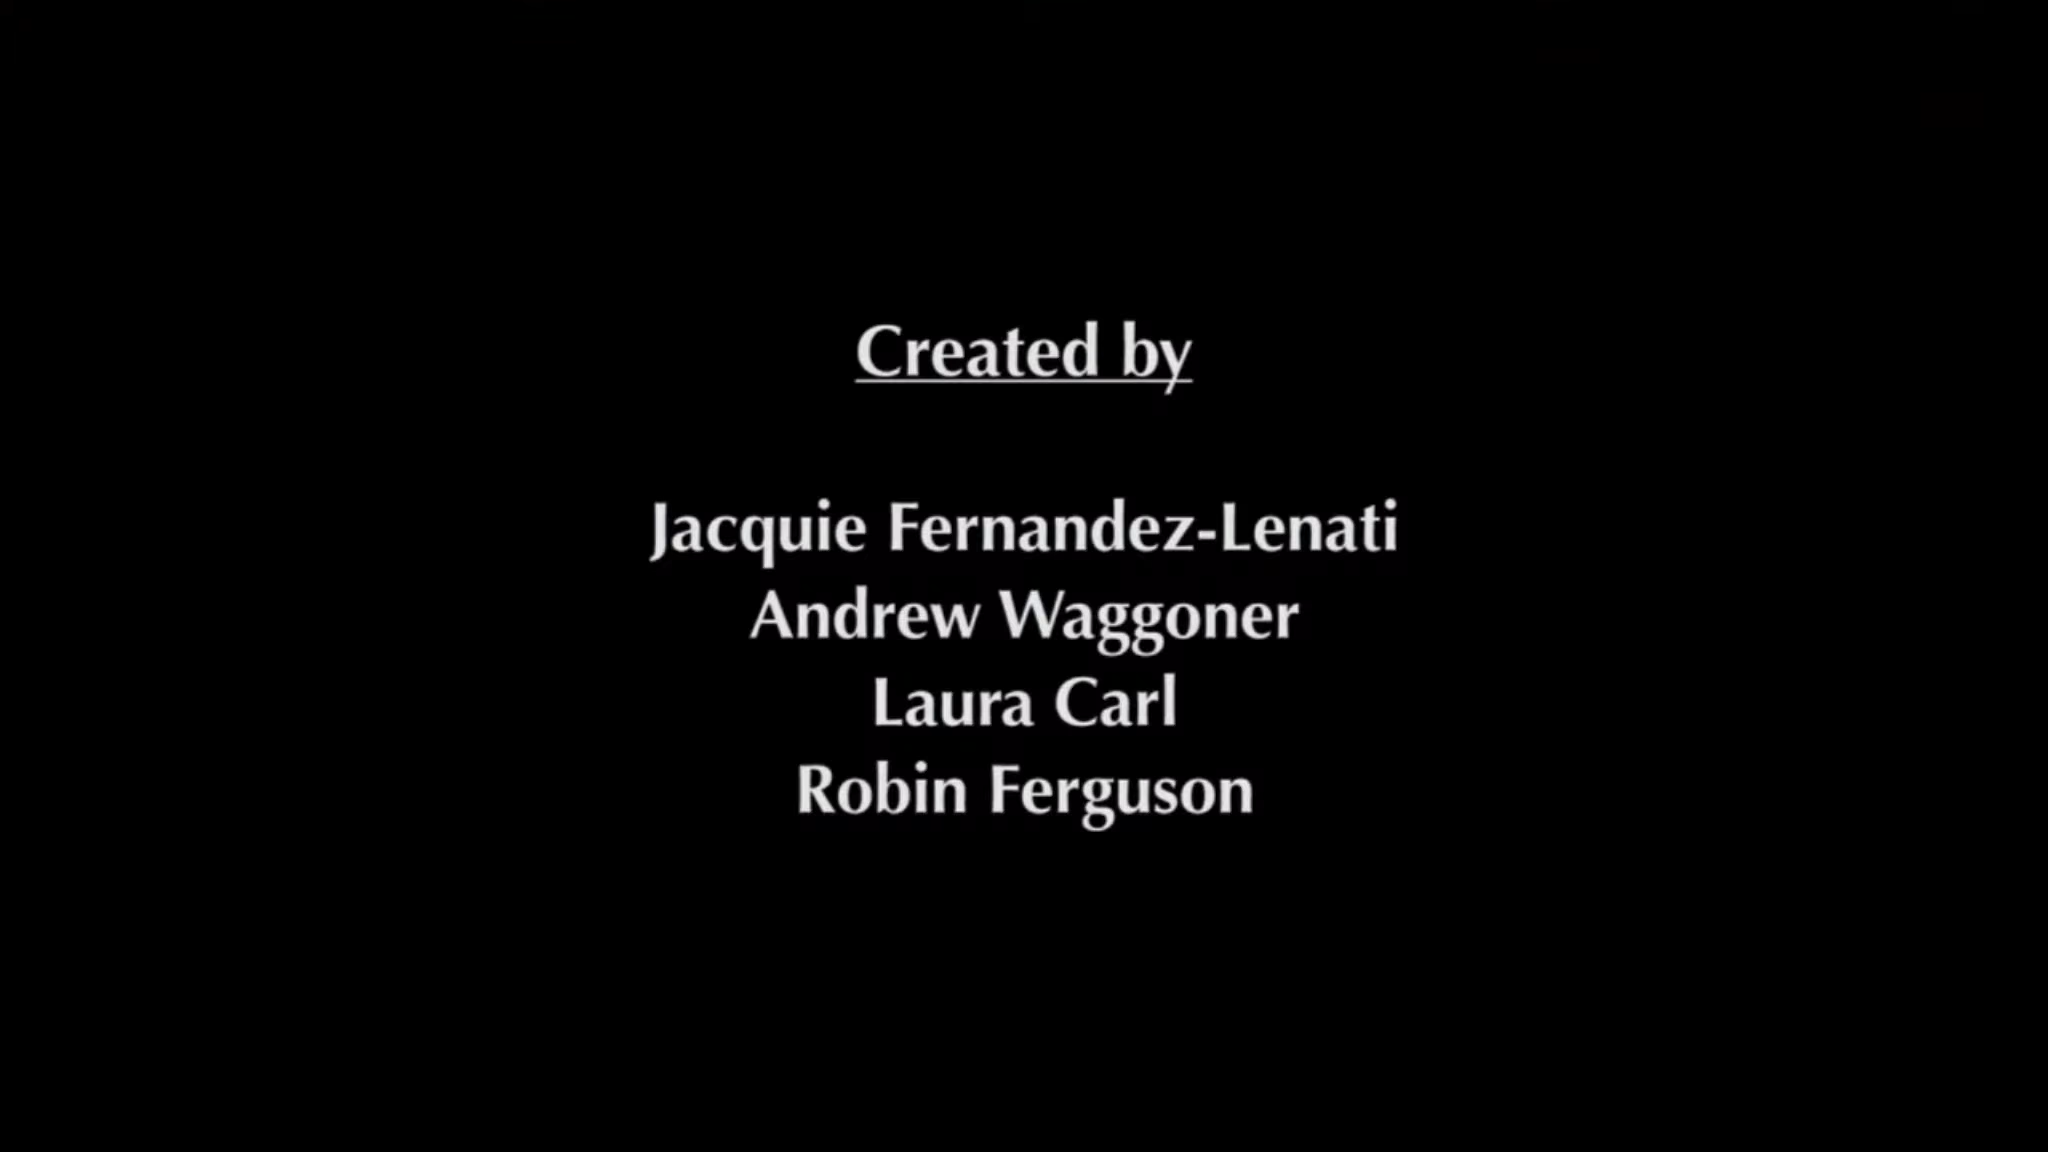 Created by
Jacquie Fernandez-Lenati
Andrew Waggoner
Laura Carl
Robin Ferguson